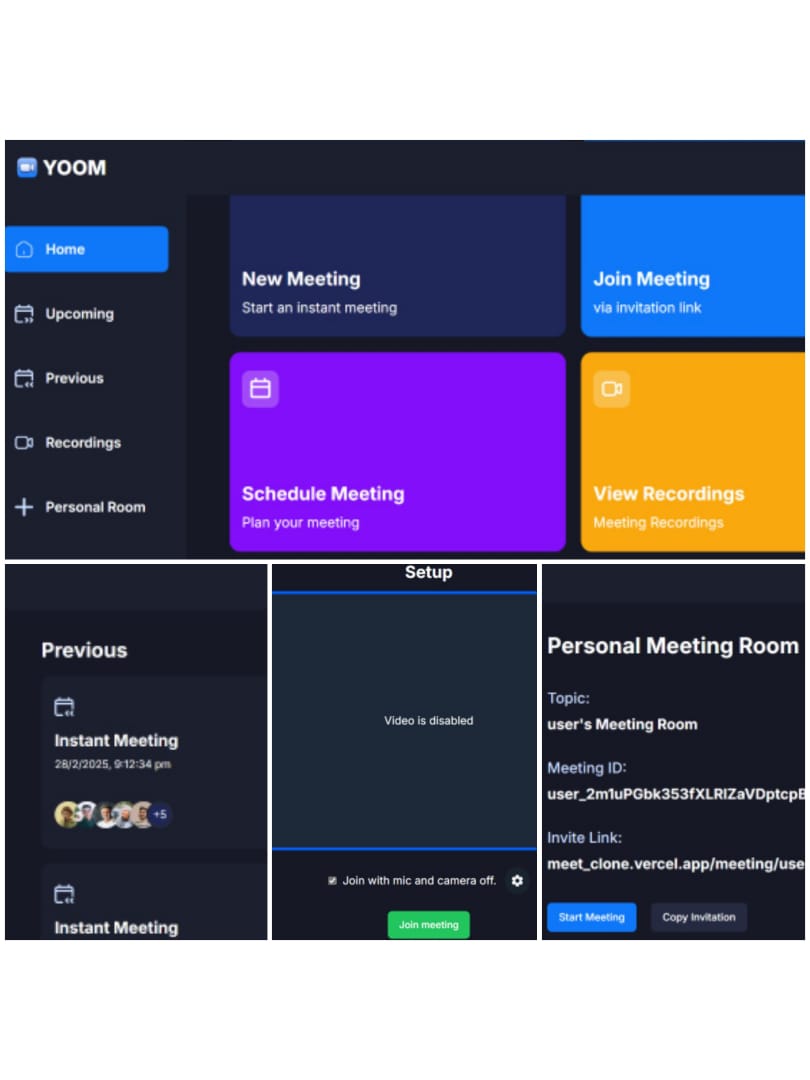 YOOM
Home
Upcoming
Previous
Recordings
Personal Room
New Meeting
Start an instant meeting
Join Meeting
via invitation link
Schedule Meeting
Plan your meeting
View Recordings
Meeting Recordings
Previous
Instant Meeting
28/2/2025, 9:12:34 pm
+5
Instant Meeting
Setup
Video is disabled
Join with mic and camera off.
Join meeting
Personal Meeting Room
Topic:
user's Meeting Room
Meeting ID:
Invite Link:
meet_clone.vercel.app/meeting/use
Start Meeting
Copy Invitation